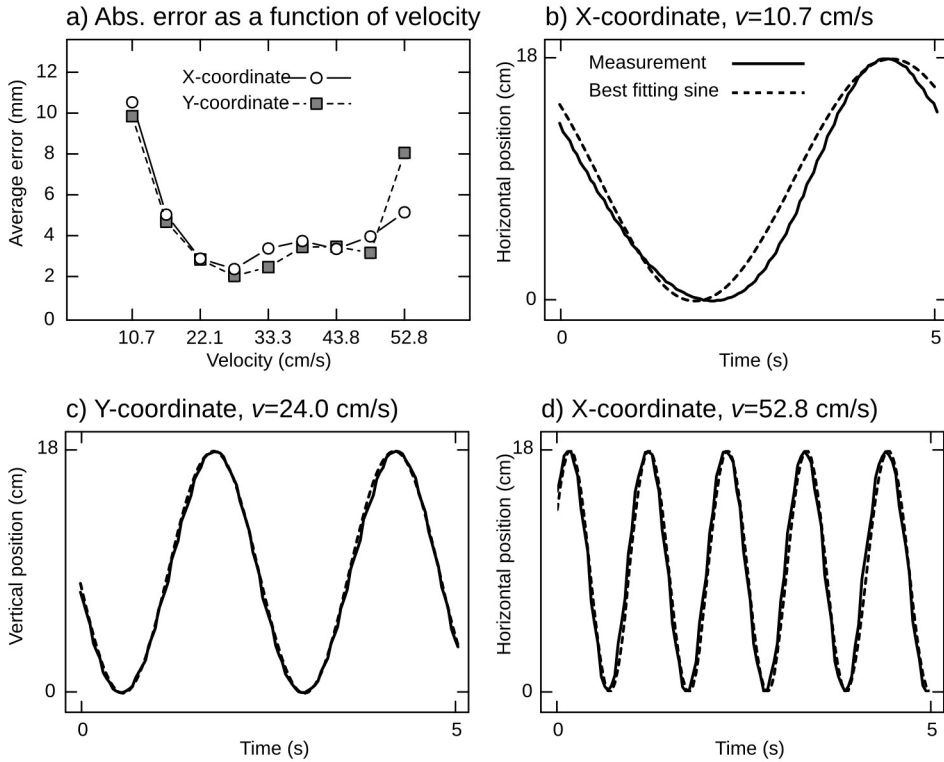 a) Abs. error as a function of velocity
12
10
8
6
4
2
0
Average error (mm)
X-coordinate
Y-coordinate
10.7 22.1 33.3 43.8 52.8
Velocity (cm/s)
b) X-coordinate, v=10.7 cm/s
18
0
Horizontal position (cm)
Measurement
Best fitting sine
0 5
Time (s)
c) Y-coordinate, v=24.0 cm/s)
18
0
Vertical position (cm)
0 5
Time (s)
d) X-coordinate, v=52.8 cm/s)
18
0
Horizontal position (cm)
0 5
Time (s)